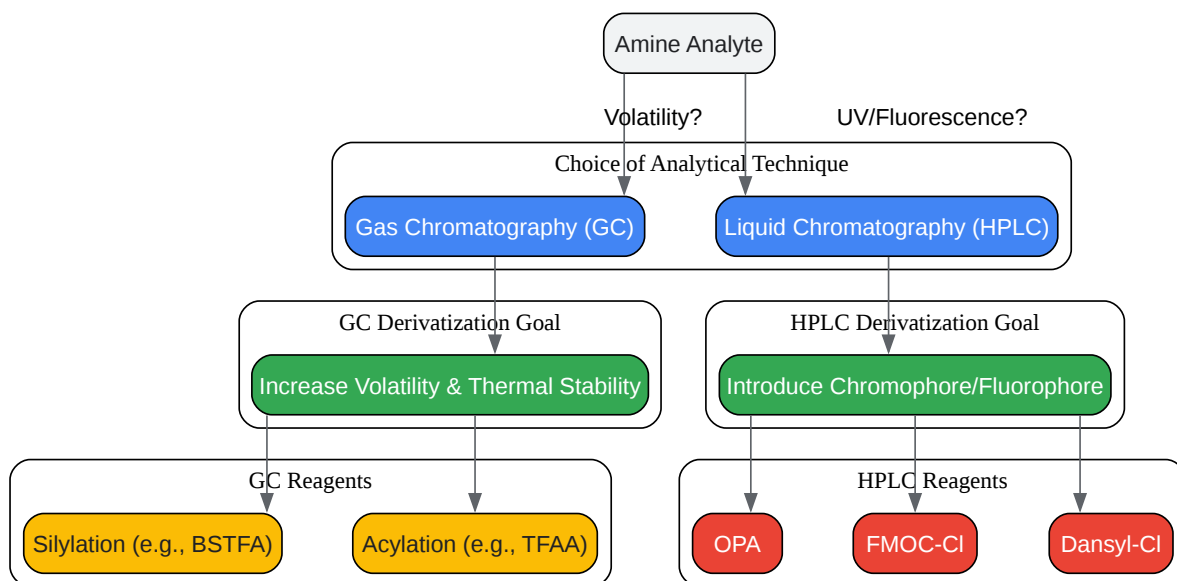 Amine Analyte
Volatility?
UV/Fluorescence?
Choice of Analytical Technique
Gas Chromatography (GC)
Liquid Chromatography (HPLC)
GC Derivatization Goal
HPLC Derivatization Goal
Increase Volatility & Thermal Stability
Introduce Chromophore/Fluorophore
GC Reagents
HPLC Reagents
Silylation (e.g., BSTFA)
Acylation (e.g., TFAA)
OPA
FMOC-Cl
Dansyl-Cl